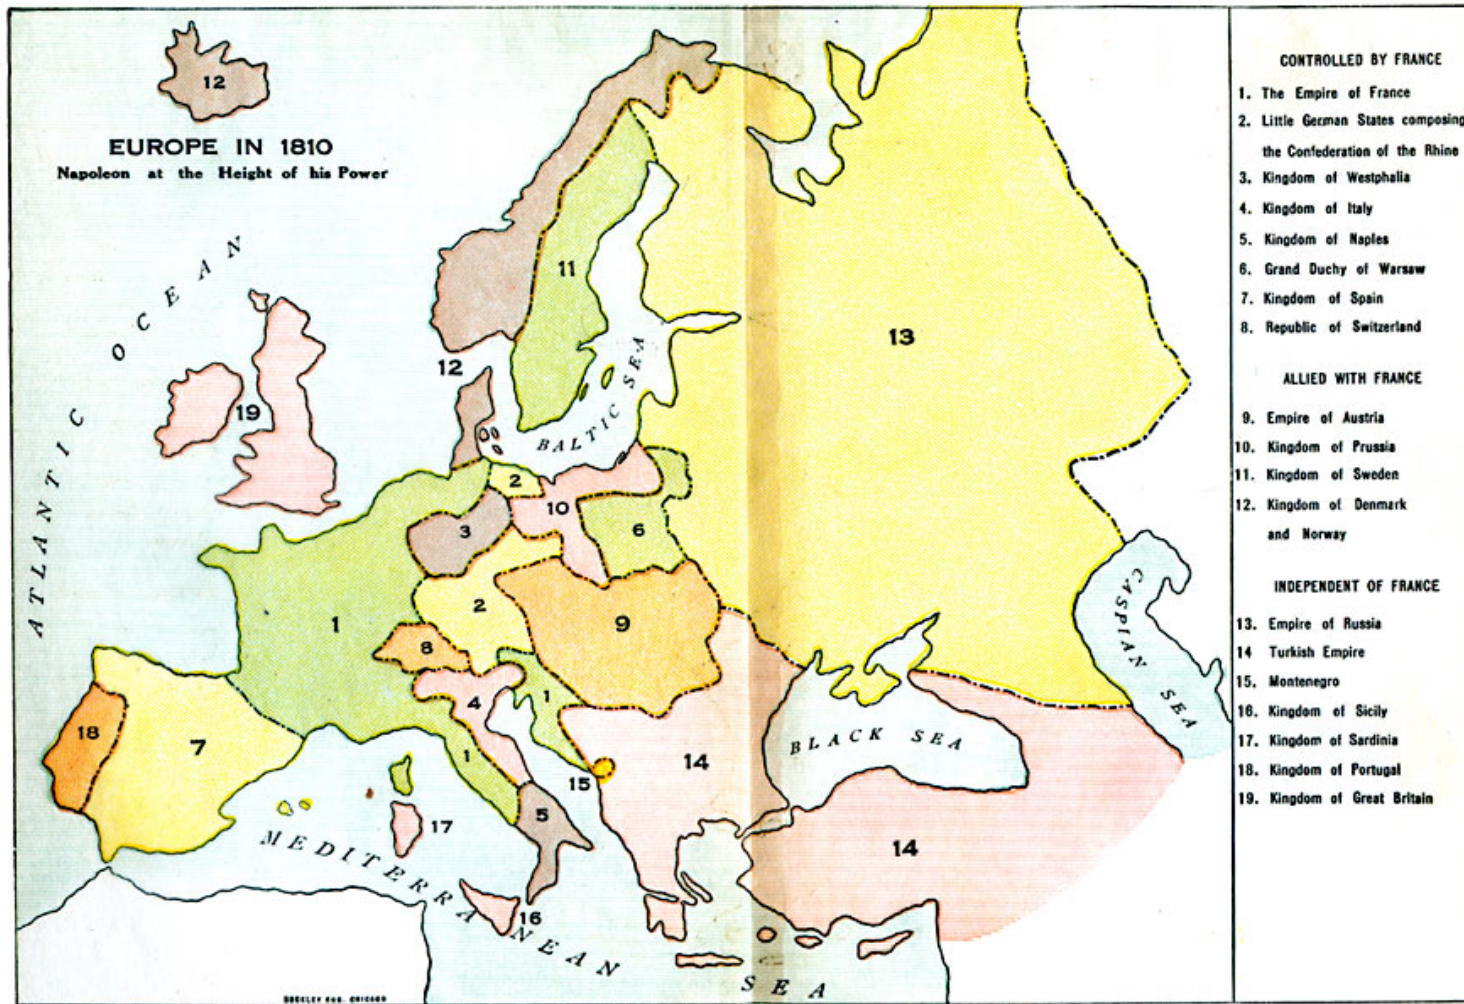 12
EUROPE IN 1810
Napoleon at the Height of his Power
ATLANTIC OCEAN
11
12
13
19
BALTIC SEA
2
10
3
6
1
2
9
8
4
1
18
7
1
15
14
5
17
16
14
MEDITERRANEAN SEA
BLACK SEA
CASPIAN SEA
CONTROLLED BY FRANCE
1. The Empire of France
2. Little German States composing
the Confederation of the Rhine
3. Kingdom of Westphalia
4. Kingdom of Italy
5. Kingdom of Naples
6. Grand Duchy of Warsaw
7. Kingdom of Spain
8. Republic of Switzerland
ALLIED WITH FRANCE
9. Empire of Austria
10. Kingdom of Prussia
11. Kingdom of Sweden
12. Kingdom of Denmark
and Norway
INDEPENDENT OF FRANCE
13. Empire of Russia
14 Turkish Empire
15. Montenegro
16. Kingdom of Sicily
17. Kingdom of Sardinia
18. Kingdom of Portugal
19. Kingdom of Great Britain
CHICAGO